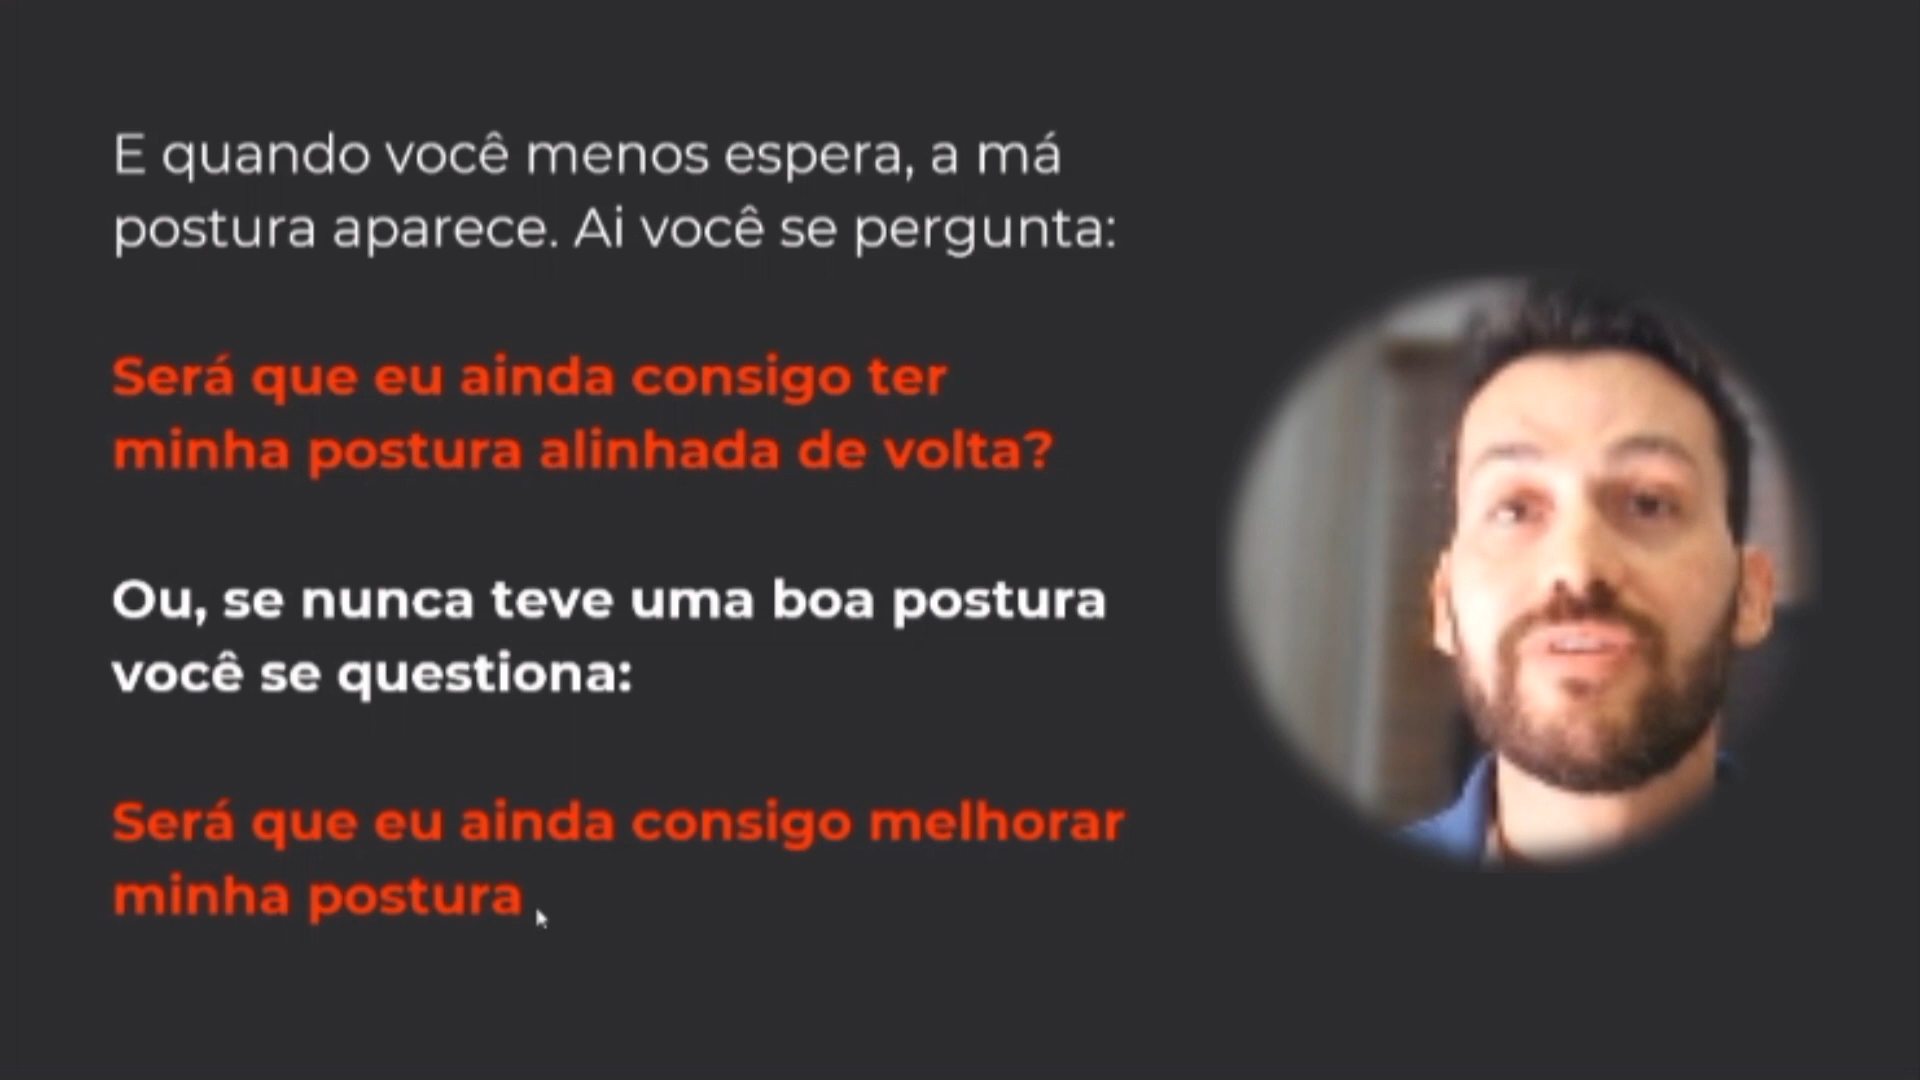 E quando você menos espera, a má
postura aparece. Ai você se pergunta:
Será que eu ainda consigo ter
minha postura alinhada de volta?
Ou, se nunca teve uma boa postura
você se questiona:
Será que eu ainda consigo melhorar
minha postura